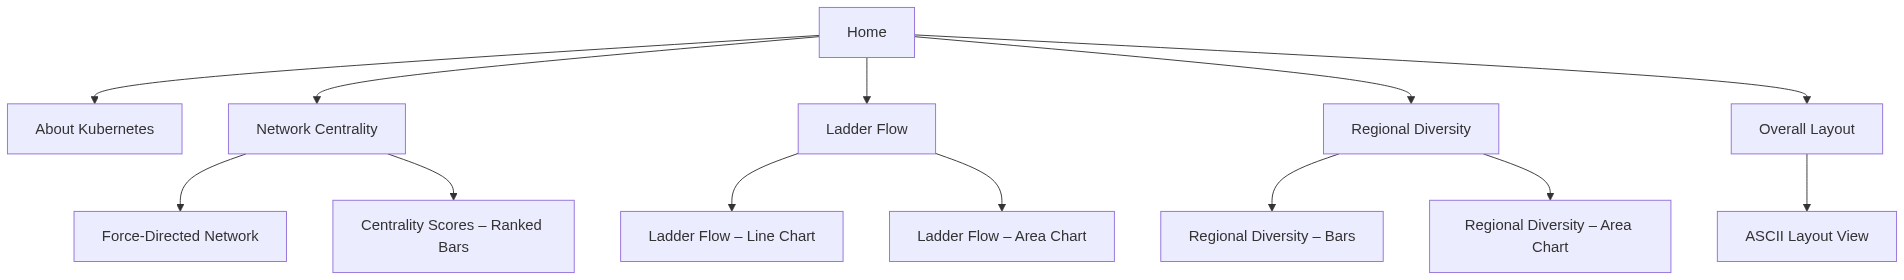 Home
About Kubernetes
Network Centrality
Ladder Flow
Regional Diversity
Overall Layout
Force-Directed Network
Centrality Scores – Ranked
Bars
Ladder Flow – Line Chart
Ladder Flow – Area Chart
Regional Diversity – Bars
Regional Diversity – Area
Chart
ASCII Layout View